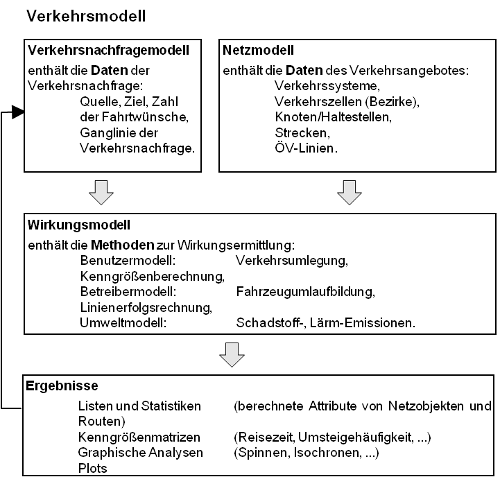 Verkehrsmodell
Verkehrsnachfragemodell
enthält die Daten der
Verkehrsnachfrage:
Quelle, Ziel, Zahl
der Fahrtwünsche,
Ganglinie der
Verkehrsnachfrage.
Netzmodell
enthält die Daten des Verkehrsangebotes:
Verkehrssysteme,
Verkehrszellen (Bezirke),
Knoten/Haltestellen,
Strecken,
ÖV-Linien.
Wirkungsmodell
enthält die Methoden zur Wirkungsermittlung:
Benutzermodell: Verkehrsumlegung,
Kenngrößenberechnung,
Betreibermodell: Fahrzeugumlaufbildung,
Linienerfolgsrechnung,
Umweltmodell: Schadstoff-, Lärm-Emissionen.
Ergebnisse
Listen und Statistiken (berechnete Attribute von Netzobjekten und
Routen)
Kenngrößenmatrizen (Reisezeit, Umsteigehäufigkeit, ...)
Graphische Analysen (Spinnen, Isochronen, ...)
Plots